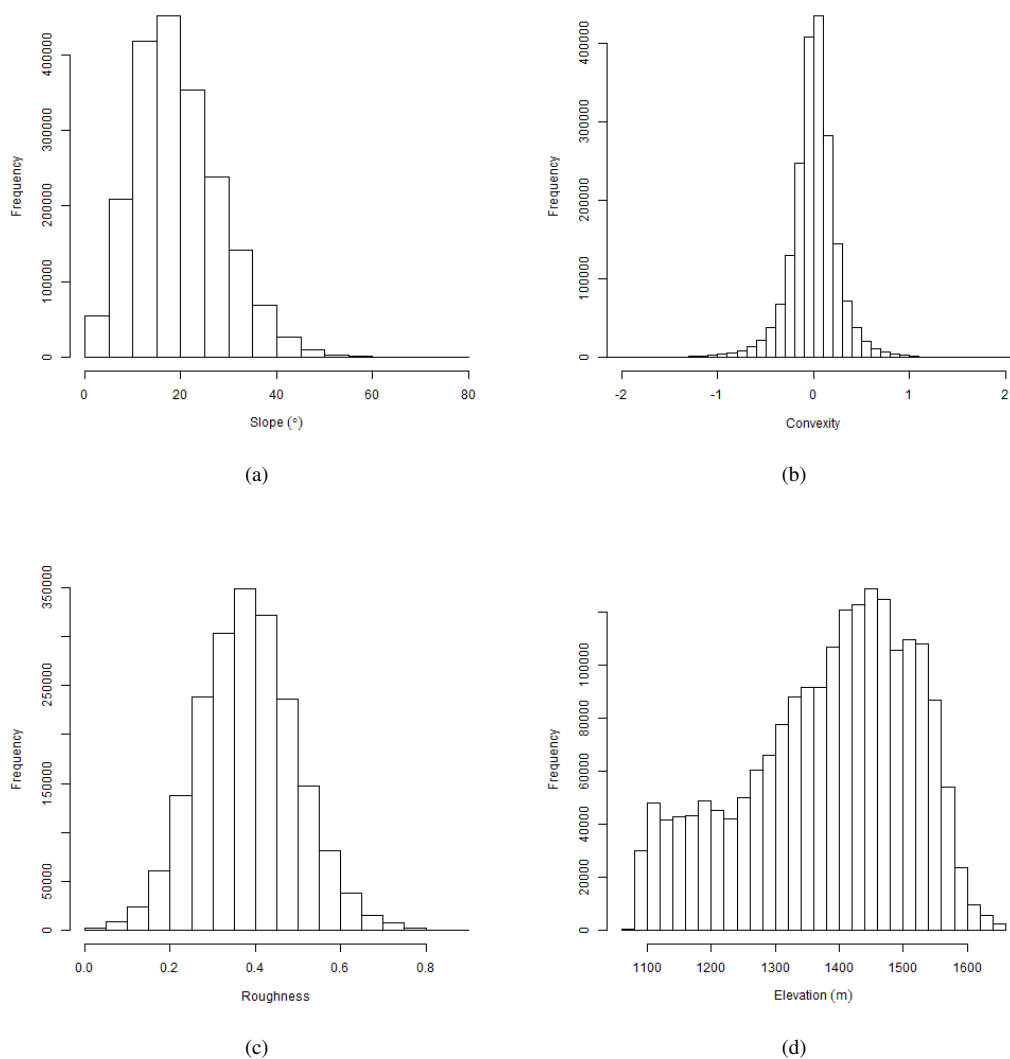 Frequency
0 100000 200000 300000 400000
0 20 40 60 80
Slope (°)
(a)
Frequency
0 100000 200000 300000 400000
-2 -1 0 1 2
Convexity
(b)
Frequency
0 50000 150000 250000 350000
0.0 0.2 0.4 0.6 0.8
Roughness
(c)
Frequency
0 20000 40000 60000 80000 100000
1100 1200 1300 1400 1500 1600
Elevation (m)
(d)